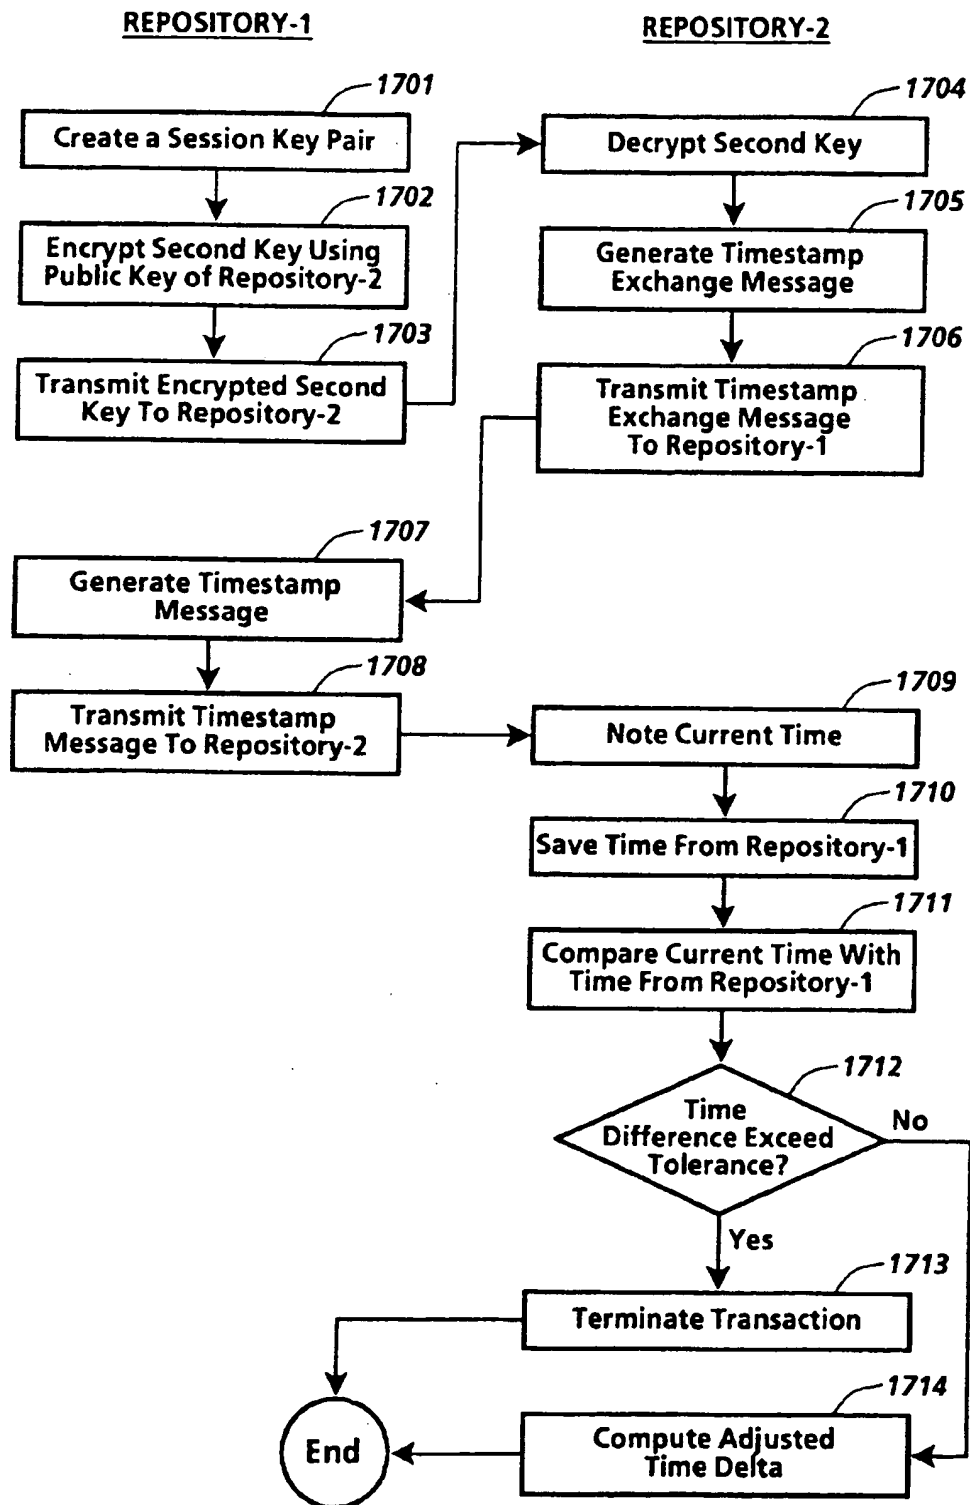 REPOSITORY-1
REPOSITORY-2
1701
Create a Session Key Pair
1702
Encrypt Second Key Using
Public Key of Repository-2
1703
Transmit Encrypted Second
Key To Repository-2
1704
Decrypt Second Key
1705
Generate Timestamp
Exchange Message
1706
Transmit Timestamp
Exchange Message
To Repository-1
1707
Generate Timestamp
Message
1708
Transmit Timestamp
Message To Repository-2
1709
Note Current Time
1710
Save Time From Repository-1
1711
Compare Current Time With
Time From Repository-1
1712
Time
Difference Exceed
Tolerance?
No
Yes
1713
Terminate Transaction
1714
Compute Adjusted
Time Delta
End